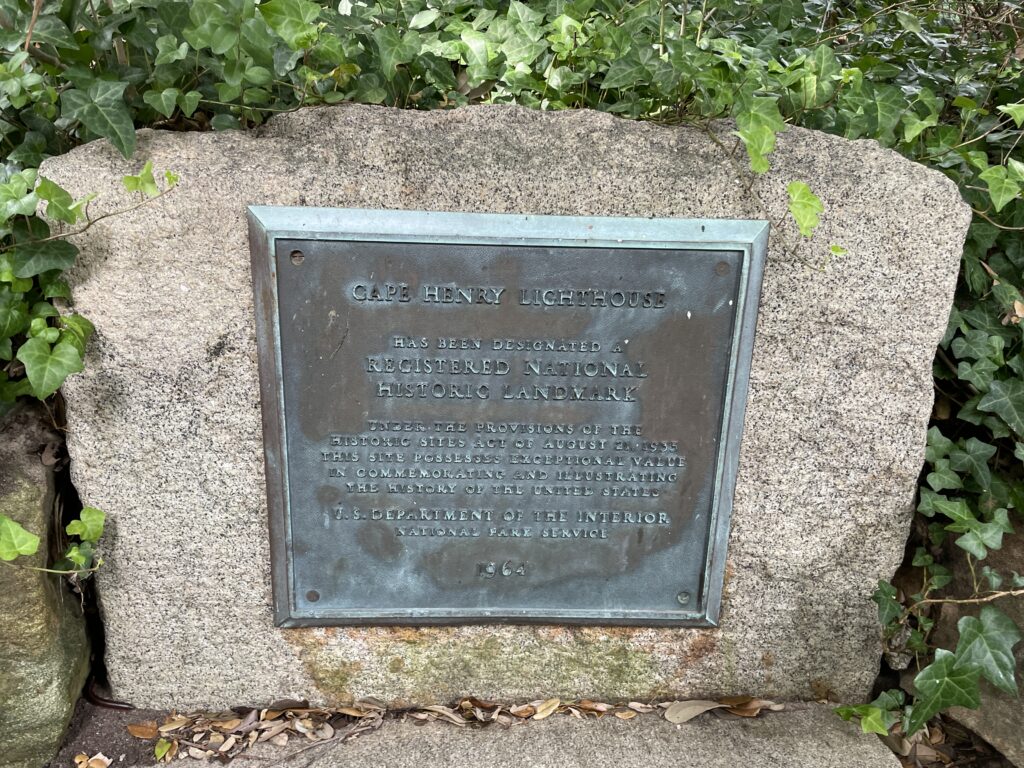 CAPE HENRY LIGHTHOUSE
HAS BEEN DESIGNATED A
REGISTERED NATIONAL
HISTORIC LANDMARK
UNDER THE PROVISIONS OF THE
HISTORIC SITES ACT OF AUGUST 21, 1935
THIS SITE POSSESSES EXCEPTIONAL VALUE
IN COMMEMORATING AND ILLUSTRATING
THE HISTORY OF THE UNITED STATES
U.S. DEPARTMENT OF THE INTERIOR
NATIONAL PARK SERVICE
1964